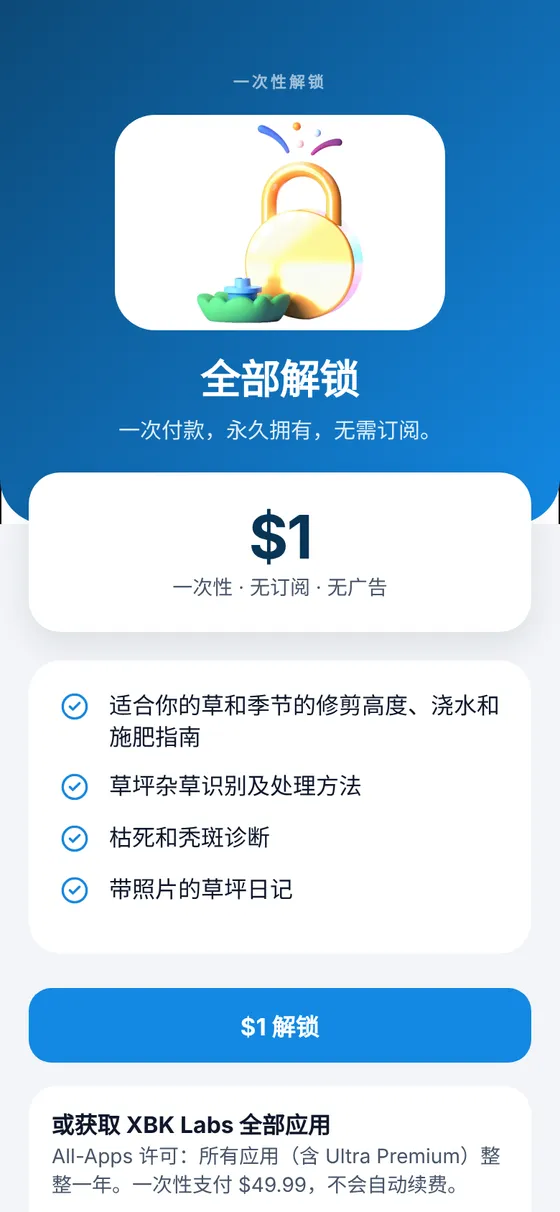 一次性解锁
全部解锁
一次付款，永久拥有，无需订阅。
$1
一次性 · 无订阅 · 无广告
适合你的草和季节的修剪高度、浇水和
施肥指南
草坪杂草识别及处理方法
枯死和秃斑诊断
带照片的草坪日记
$1 解锁
或获取 XBK Labs 全部应用
All-Apps 许可：所有应用（含 Ultra Premium）整
整一年。一次性支付 $49.99，不会自动续费。